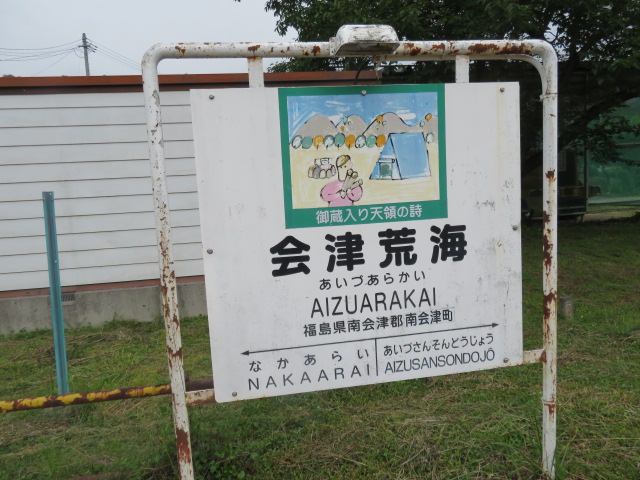 御蔵入り天領の詩
会津荒海
あいづあらかい
AIZUARAKAI
福島県南会津郡南会津町
なかあらい
NAKAARAI
あいづさんそんどうじょう
AIZUSANSONDOJŌ